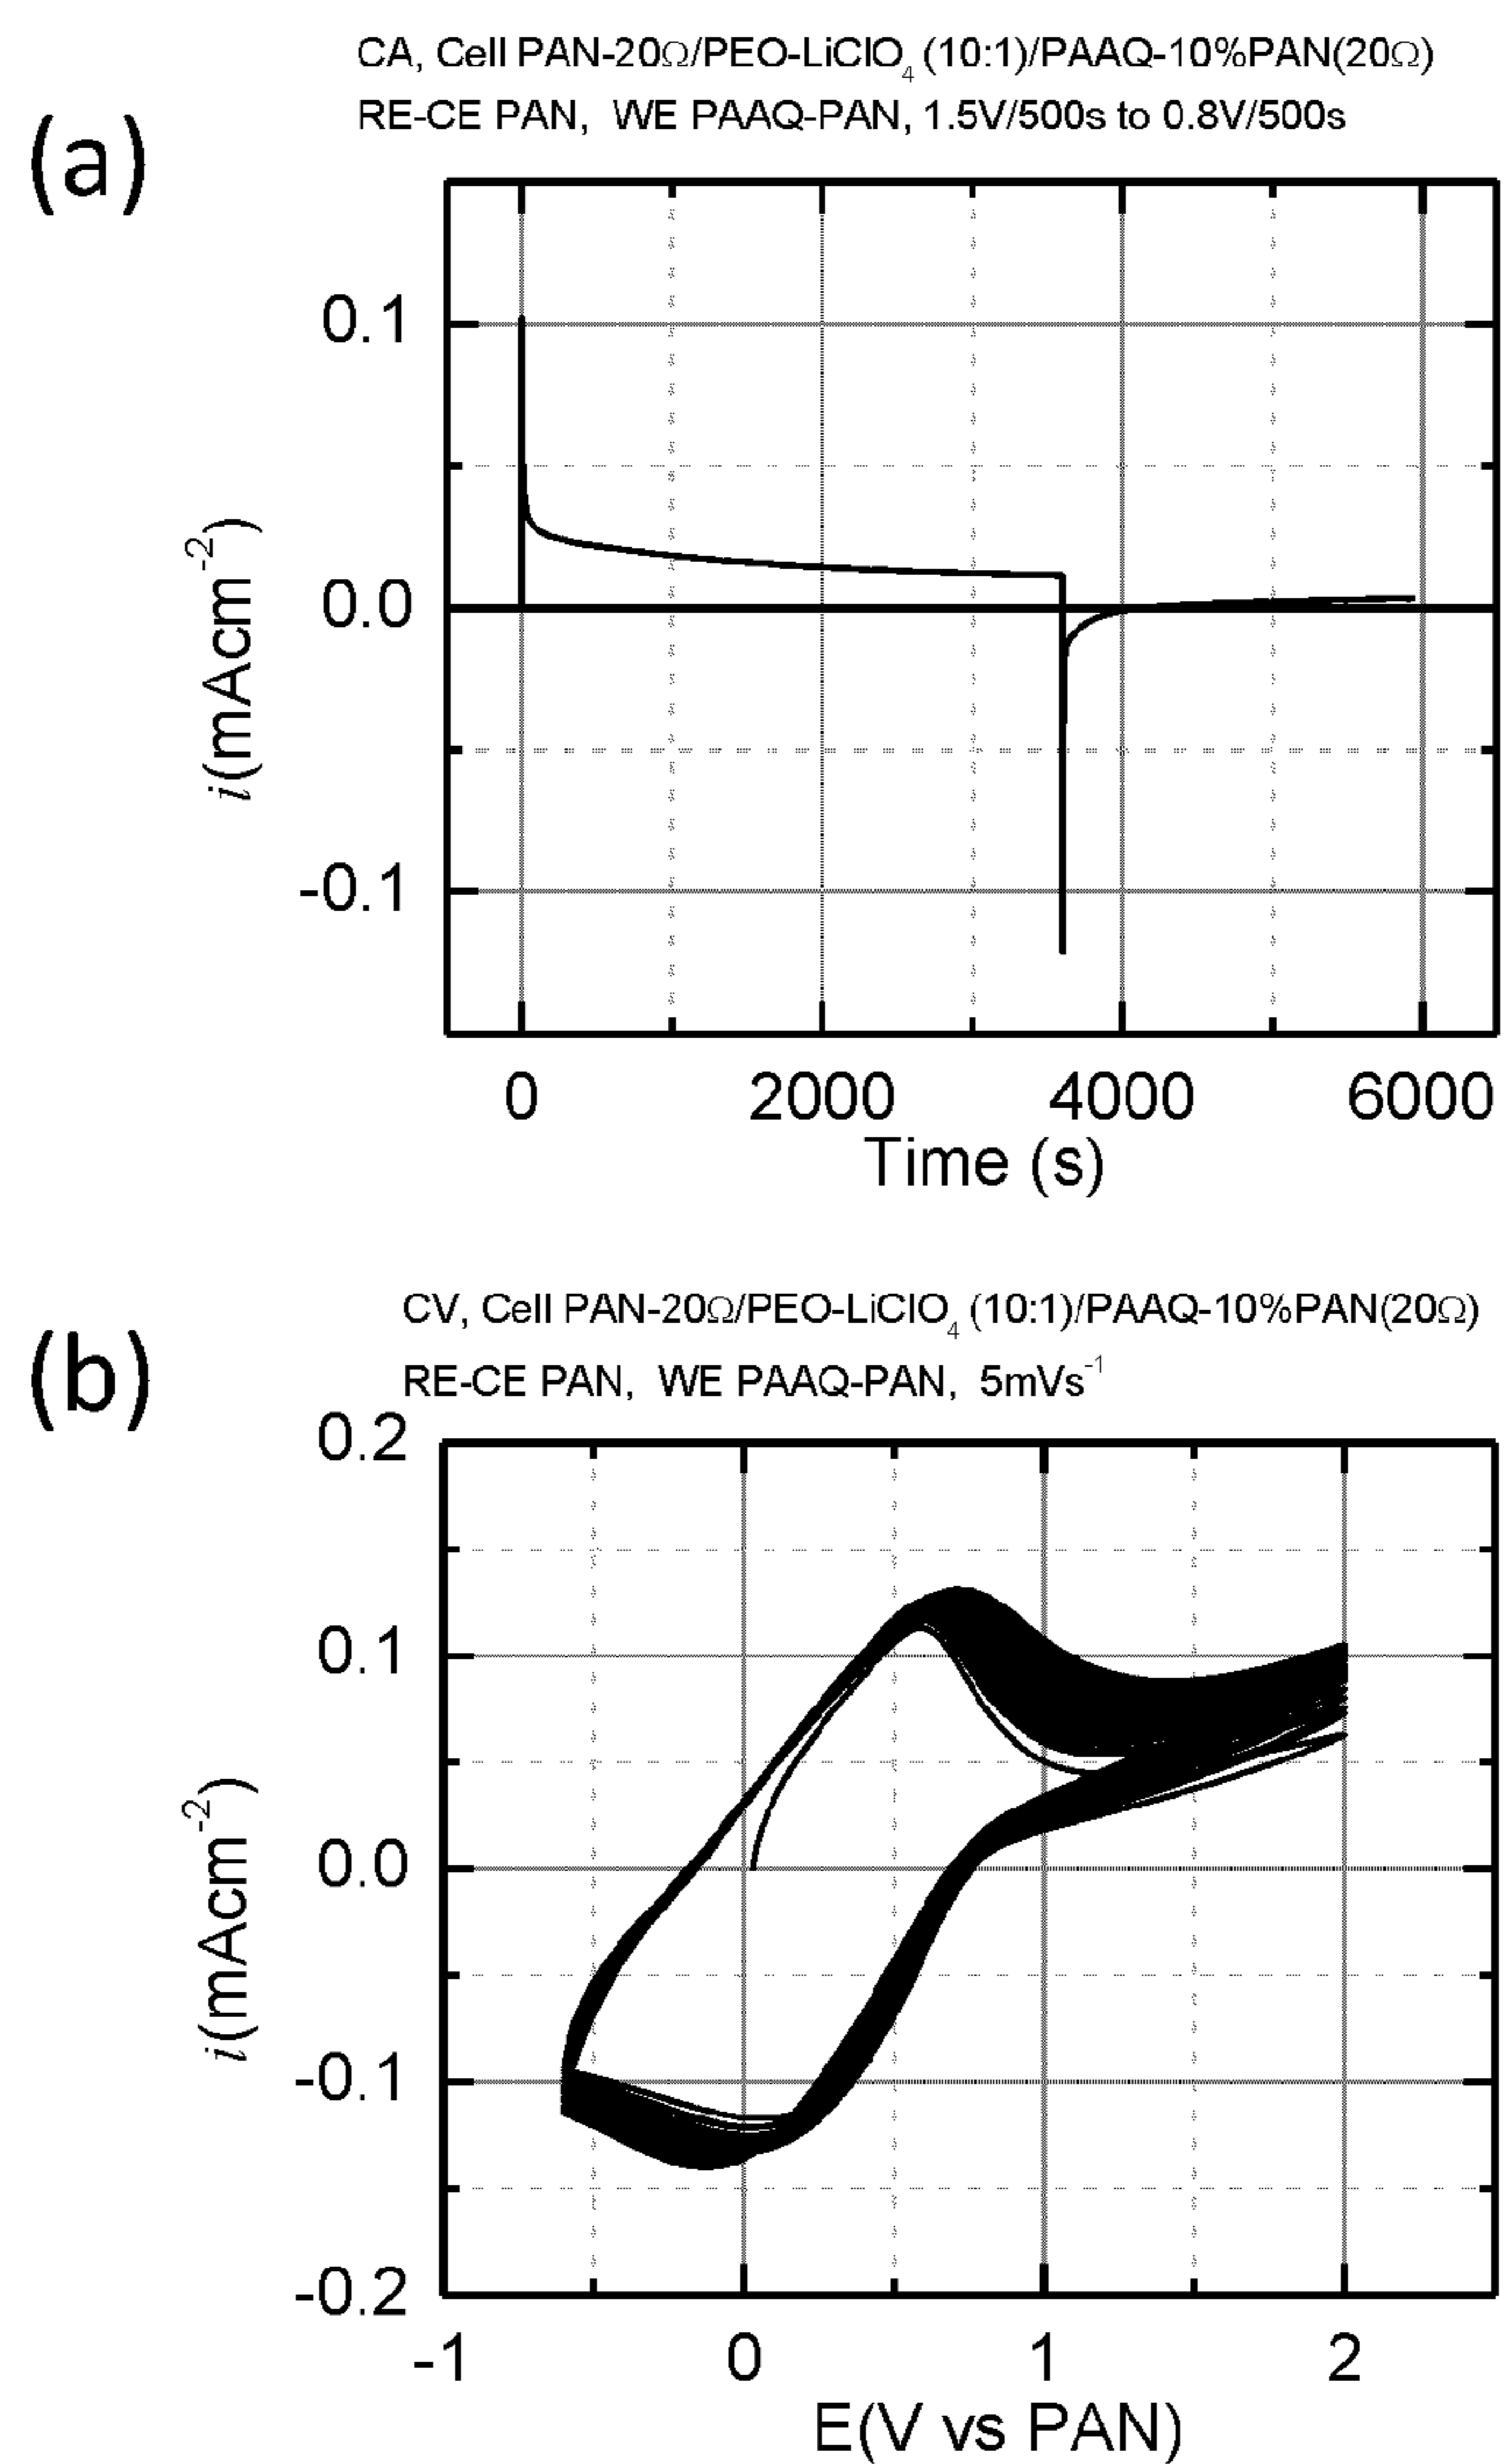 (a)
CA, Cell PAN-20Ω/PEO-LiClO₄ (10:1)/PAAQ-10%PAN(20Ω)
RE-CE PAN, WE PAAQ-PAN, 1.5V/500s to 0.8V/500s
0.1
0.0
-0.1
i(mAcm⁻²)
0 2000 4000 6000
Time (s)
(b)
CV, Cell PAN-20Ω/PEO-LiClO₄ (10:1)/PAAQ-10%PAN(20Ω)
RE-CE PAN, WE PAAQ-PAN, 5mVs⁻¹
0.2
0.1
0.0
-0.1
-0.2
i(mAcm⁻²)
-1 0 1 2
E(V vs PAN)